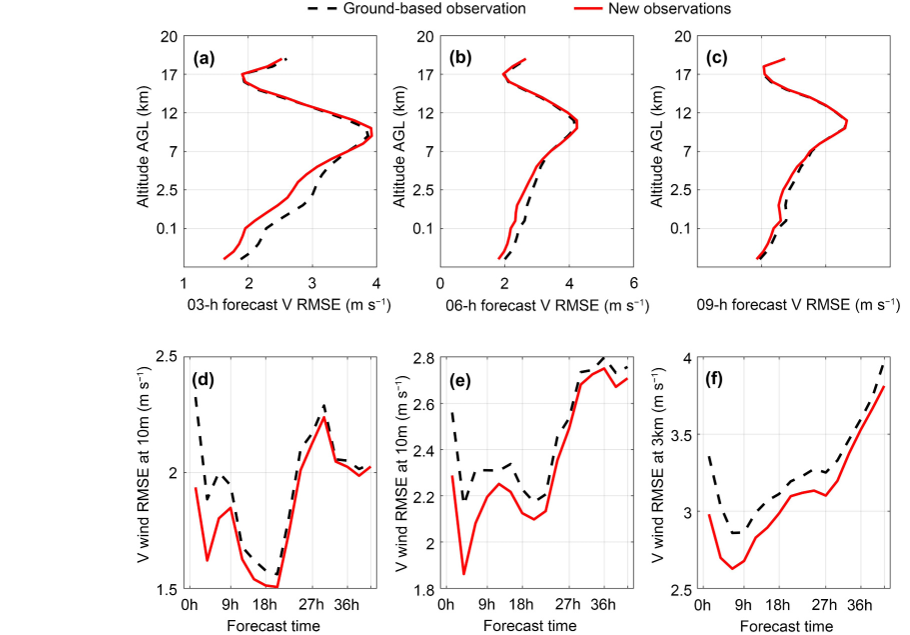 Ground-based observation New observations
20 20 20
(a) (b) (c)
17 17 17
12 12 12
7 7 7
2.5 2.5 2.5
0.1 0.1 0.1
Altitude AGL (km) Altitude AGL (km) Altitude AGL (km)
1 2 3 4 0 2 4 6
03-h forecast V RMSE (m s⁻¹) 06-h forecast V RMSE (m s⁻¹) 09-h forecast V RMSE (m s⁻¹)
2.5 2.8 4
(d) (e) (f)
2.6
3.5
2 2.4
2.2 3
2
1.5 1.8 2.5
V wind RMSE at 10m (m s⁻¹) V wind RMSE at 10m (m s⁻¹) V wind RMSE at 3km (m s⁻¹)
0h 9h 18h 27h 36h 0h 9h 18h 27h 36h 0h 9h 18h 27h 36h
Forecast time Forecast time Forecast time